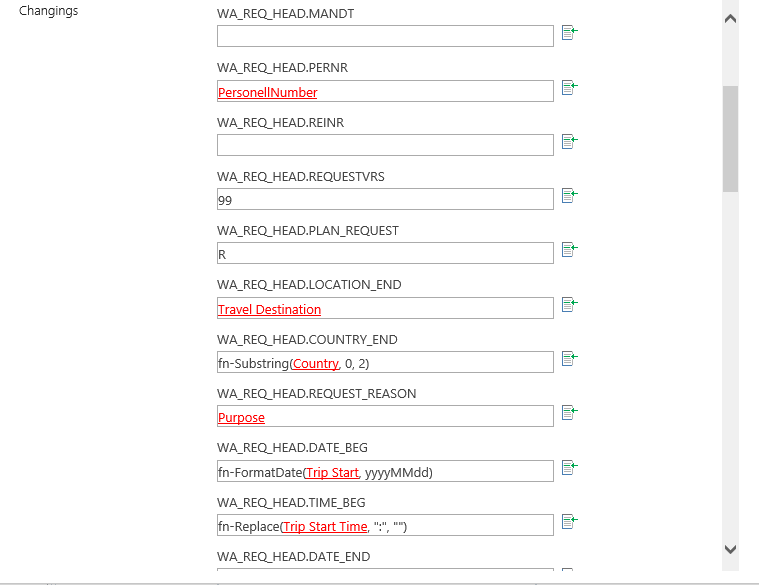 Changings
WA_REQ_HEAD.MANDT
WA_REQ_HEAD.PERNR
PersonellNumber
WA_REQ_HEAD.REINR
WA_REQ_HEAD.REQUESTVRS
99
WA_REQ_HEAD.PLAN_REQUEST
R
WA_REQ_HEAD.LOCATION_END
Travel Destination
WA_REQ_HEAD.COUNTRY_END
fn-Substring(Country, 0, 2)
WA_REQ_HEAD.REQUEST_REASON
Purpose
WA_REQ_HEAD.DATE_BEG
fn-FormatDate(Trip Start, yyyyMMdd)
WA_REQ_HEAD.TIME_BEG
fn-Replace(Trip Start Time, ":", "")
WA_REQ_HEAD.DATE_END